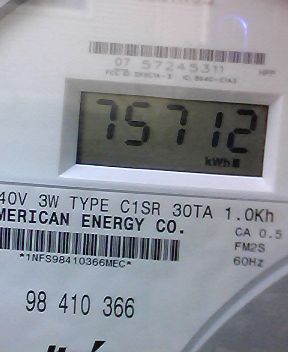 07 57245311
75712
kWh
40V 3W TYPE C1SR 30TA 1.0Kh
MERICAN ENERGY CO.
CA 0.5
FM2S
*1NFS98410366MEC*
60Hz
98 410 366